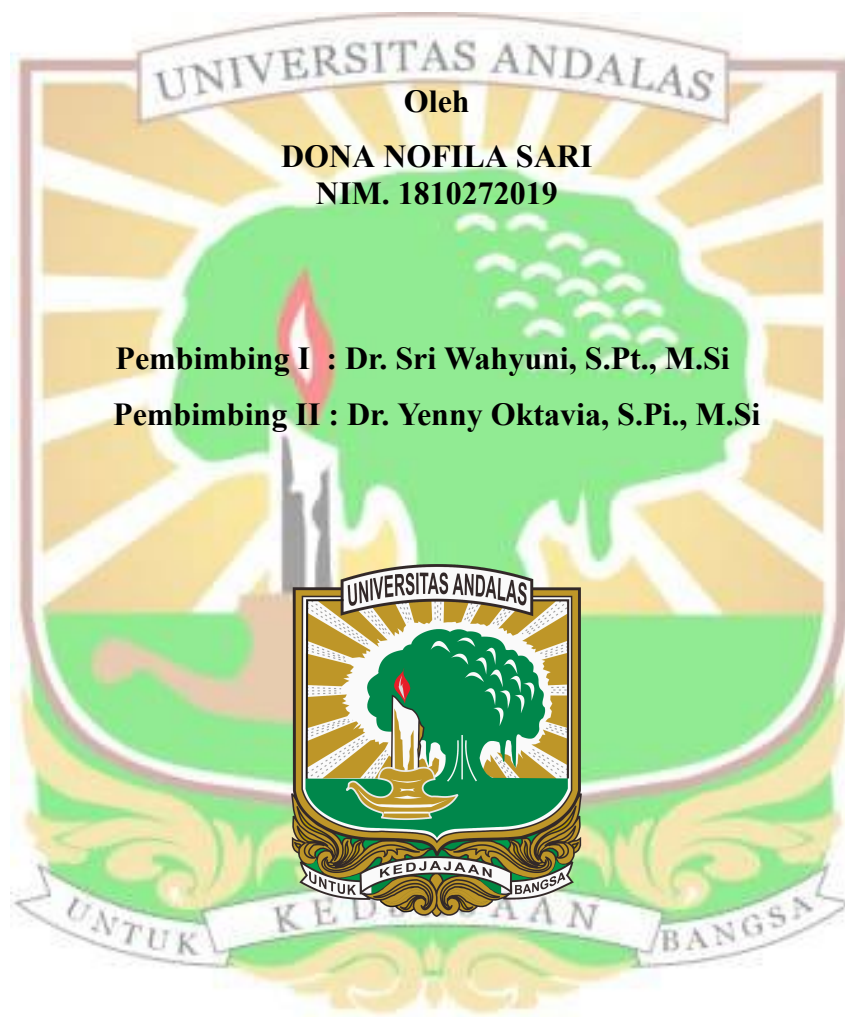 UNIVERSITAS ANDALAS
Oleh
DONA NOFILA SARI
NIM. 1810272019
Pembimbing I : Dr. Sri Wahyuni, S.Pt., M.Si
Pembimbing II : Dr. Yenny Oktavia, S.Pi., M.Si
UNIVERSITAS ANDALAS
UNTUK KEDJAJAAN BANGSA
UNTUK KEDJAJAAN BANGSA